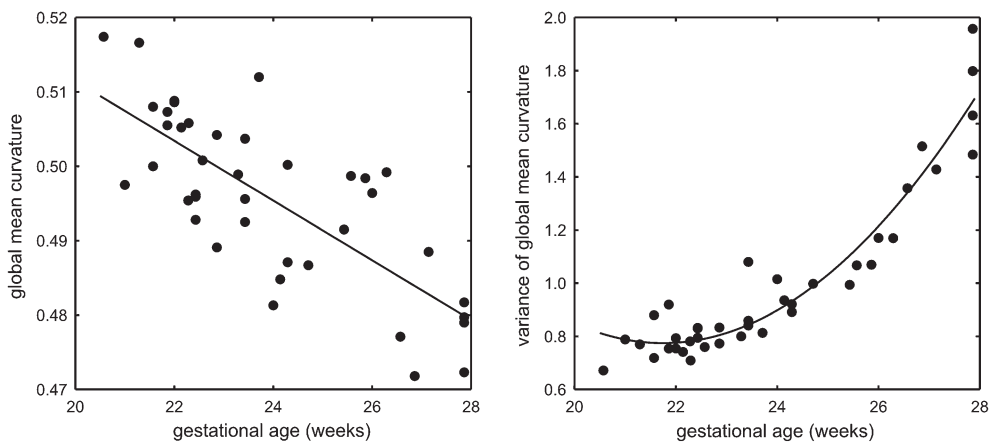 0.52
0.51
0.50
0.49
0.48
0.47
global mean curvature
20 22 24 26 28
gestational age (weeks)
2.0
1.8
1.6
1.4
1.2
1.0
0.8
0.6
variance of global mean curvature
20 22 24 26 28
gestational age (weeks)